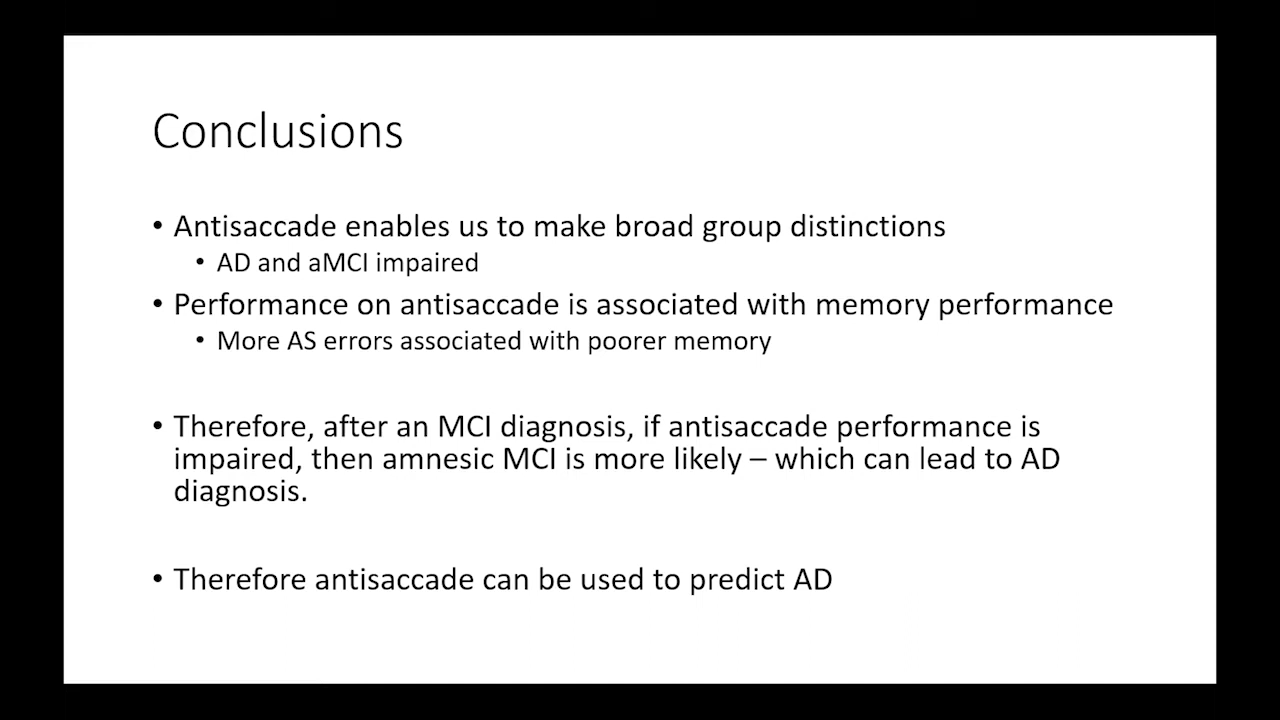 Conclusions
• Antisaccade enables us to make broad group distinctions
• AD and aMCI impaired
• Performance on antisaccade is associated with memory performance
• More AS errors associated with poorer memory
• Therefore, after an MCI diagnosis, if antisaccade performance is
impaired, then amnesic MCI is more likely – which can lead to AD
diagnosis.
• Therefore antisaccade can be used to predict AD